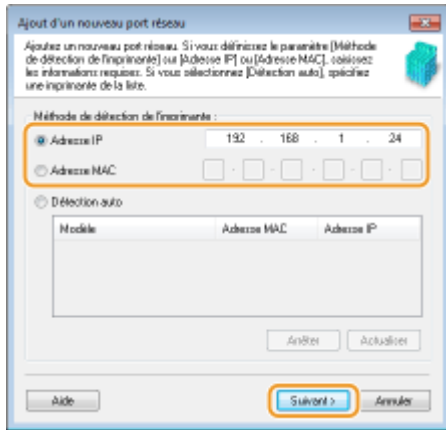 Ajout d'un nouveau port réseau
Ajoutez un nouveau port réseau. Si vous définissez le paramètre [Méthode
de détection de l'imprimante] sur [Adresse IP] ou [Adresse MAC], saisissez
les informations requises. Si vous sélectionnez [Détection auto], spécifiez
une imprimante de la liste.
Méthode de détection de l'imprimante :
Adresse IP 192 . 168 . 1 . 24
Adresse MAC - - - - -
Détection auto
Modèle Adresse MAC Adresse IP
Arrêter Actualiser
Aide Suivant > Annuler